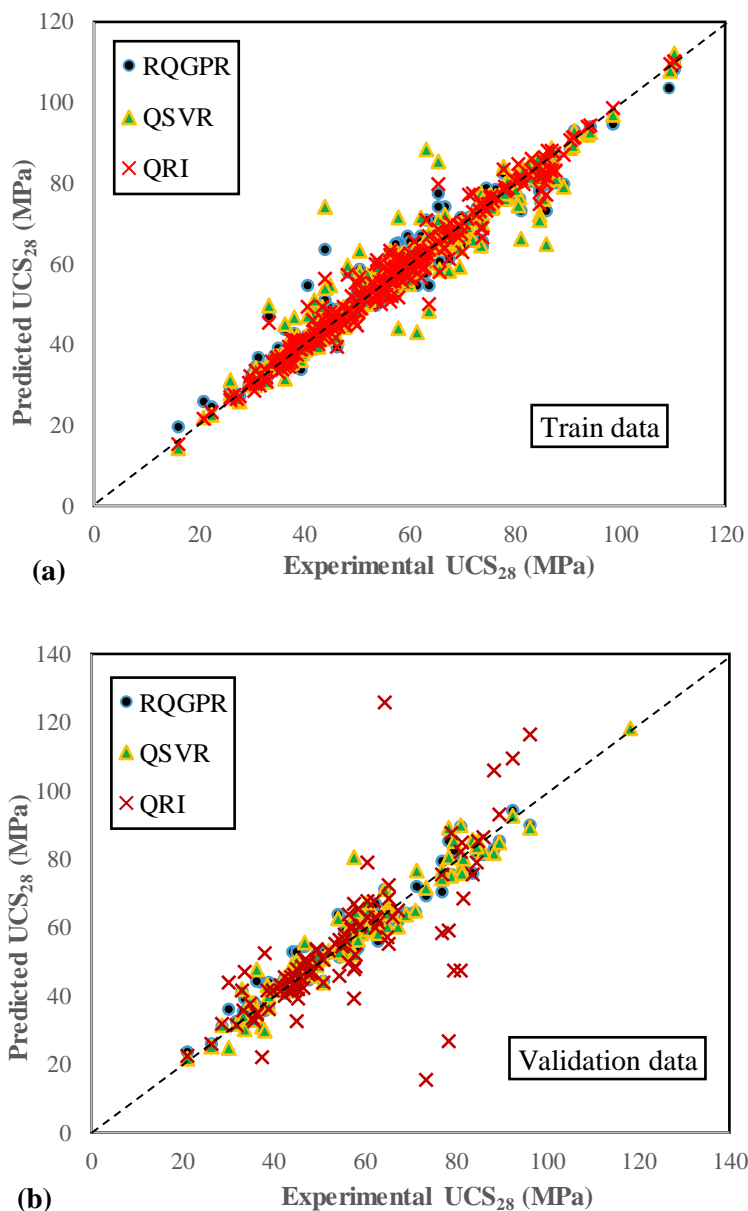 120
100
80
60
40
20
0
Predicted UCS28 (MPa)
RQGPR
QSVR
QRI
Train data
0 20 40 60 80 100 120
Experimental UCS28 (MPa)
(a)
140
120
100
80
60
40
20
0
Predicted UCS28 (MPa)
RQGPR
QSVR
QRI
Validation data
0 20 40 60 80 100 120 140
Experimental UCS28 (MPa)
(b)